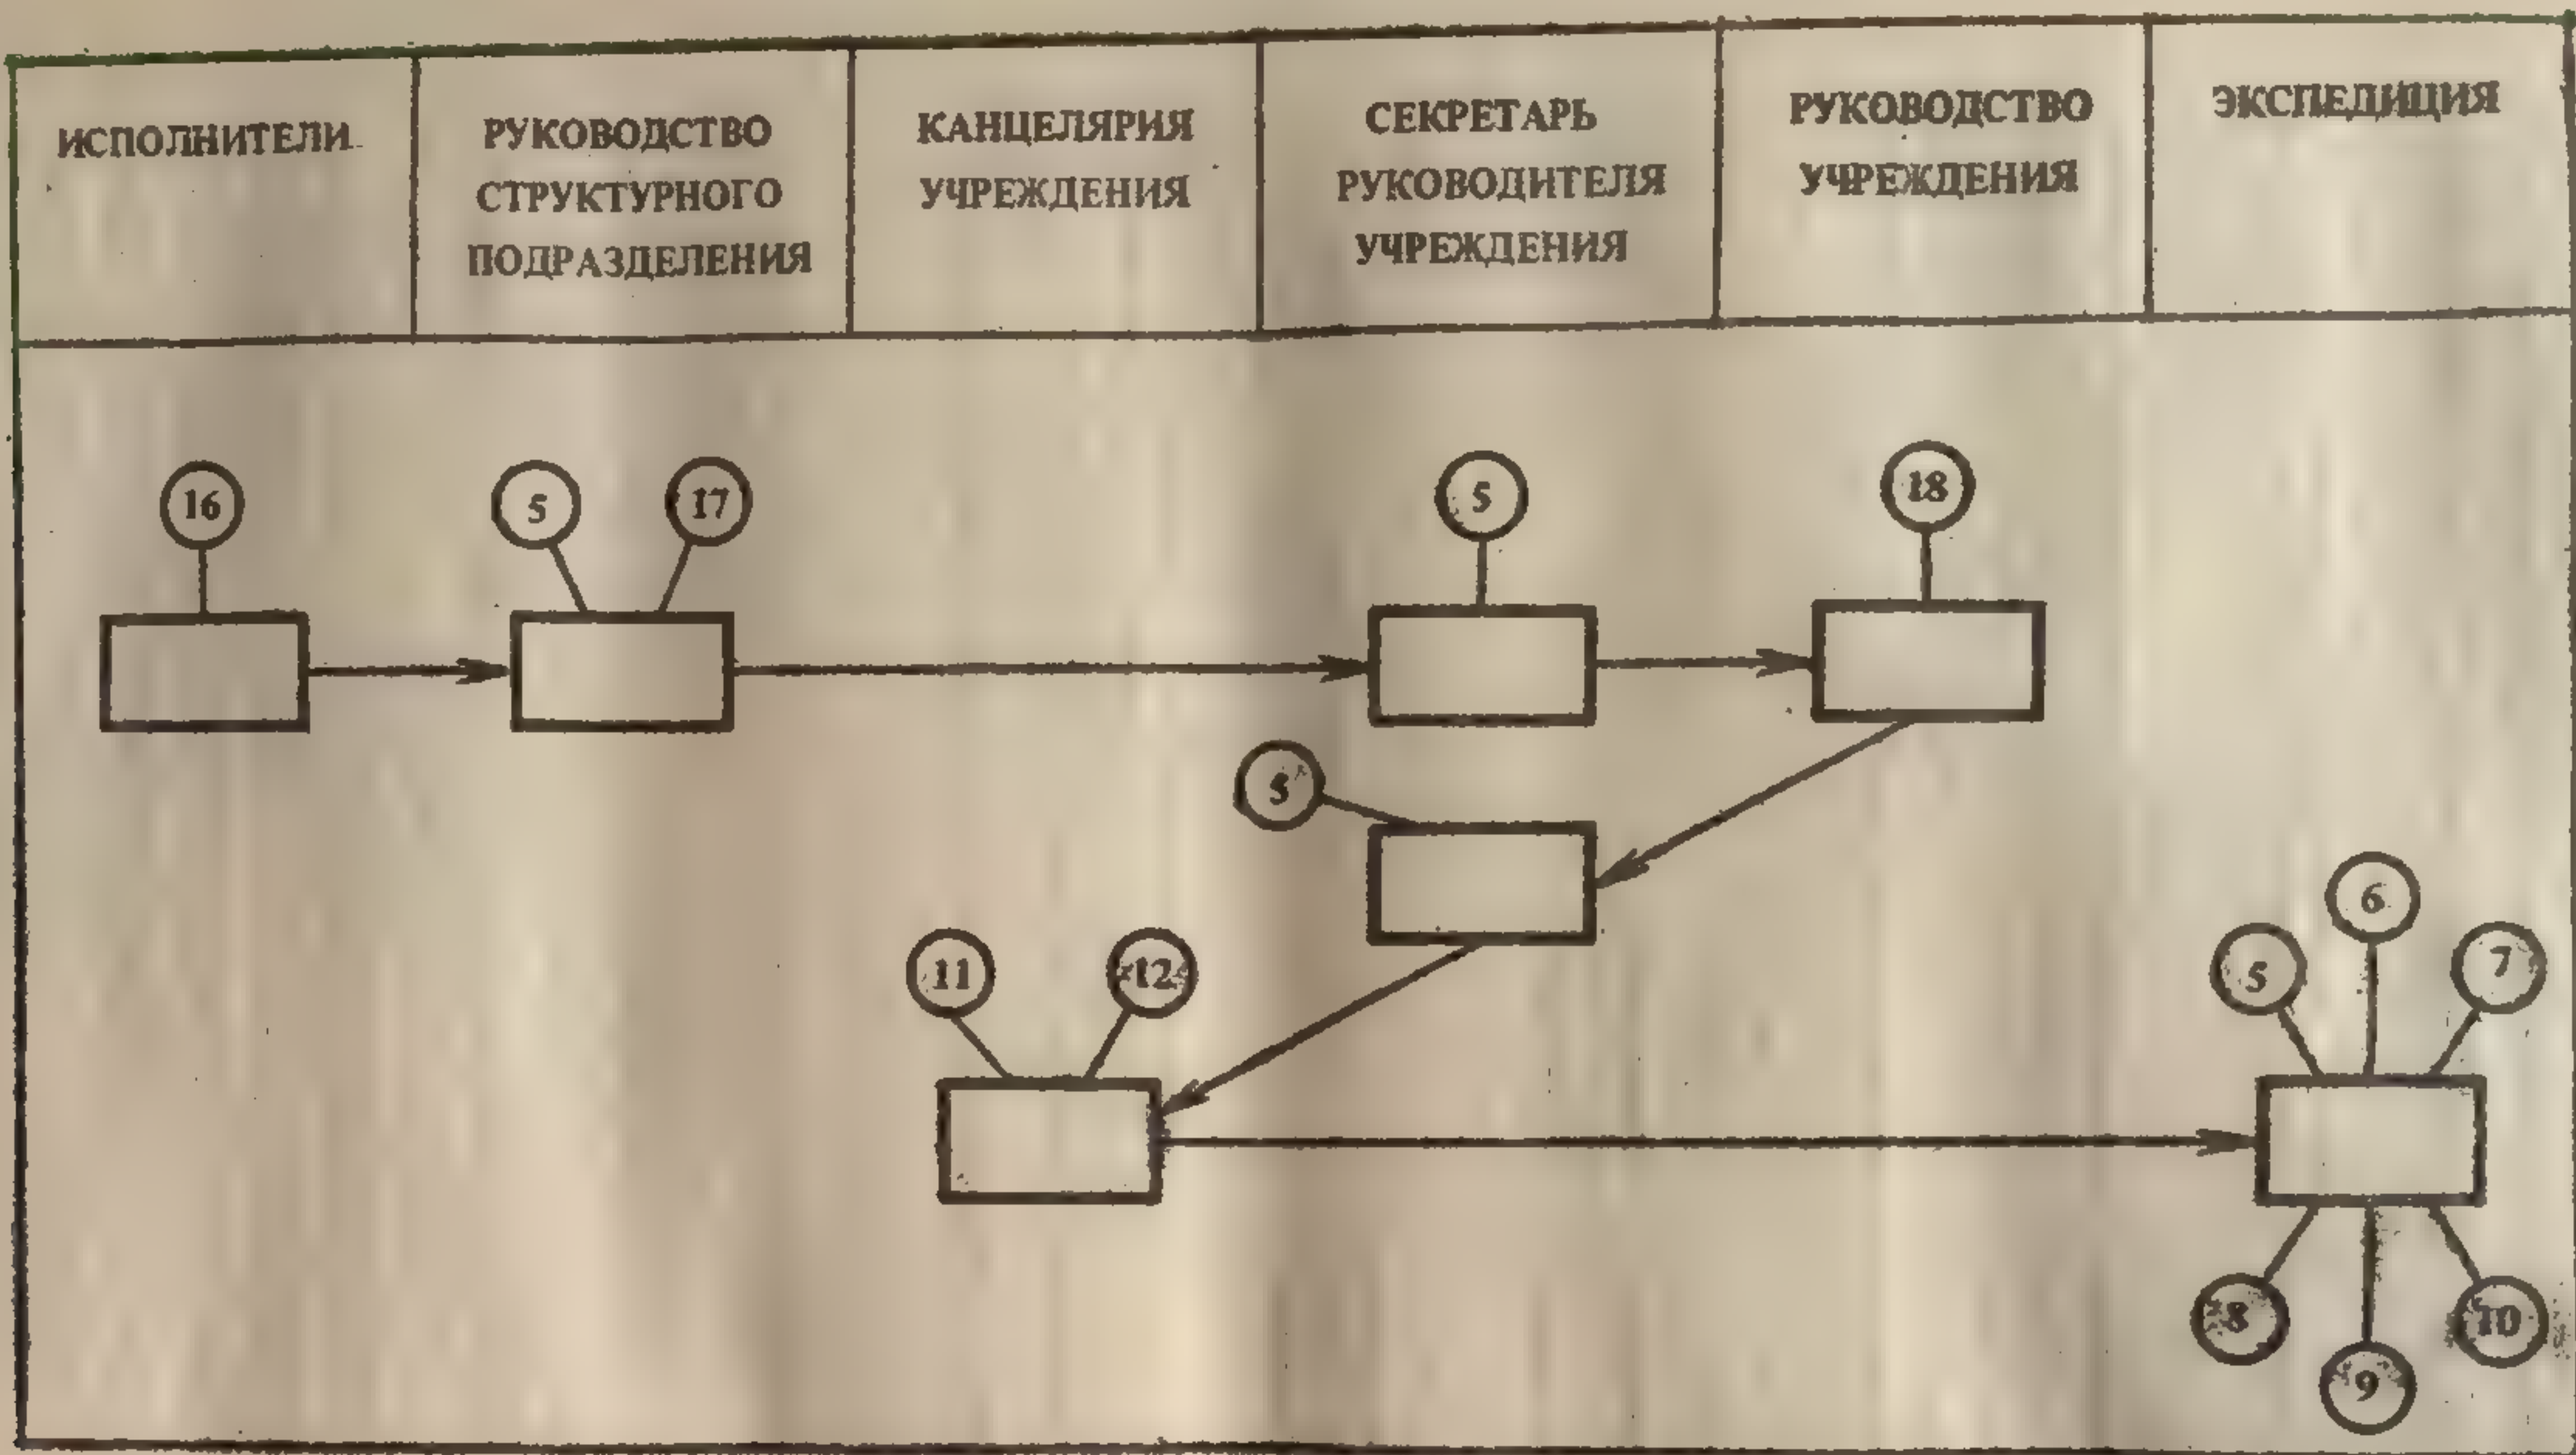 ИСПОЛНИТЕЛИ
РУКОВОДСТВО
СТРУКТУРНОГО
ПОДРАЗДЕЛЕНИЯ
КАНЦЕЛЯРИЯ
УЧРЕЖДЕНИЯ
СЕКРЕТАРЬ
РУКОВОДИТЕЛЯ
УЧРЕЖДЕНИЯ
РУКОВОДСТВО
УЧРЕЖДЕНИЯ
ЭКСПЕДИЦИЯ
16
5
17
5
18
5
11
12
5
6
7
8
9
10